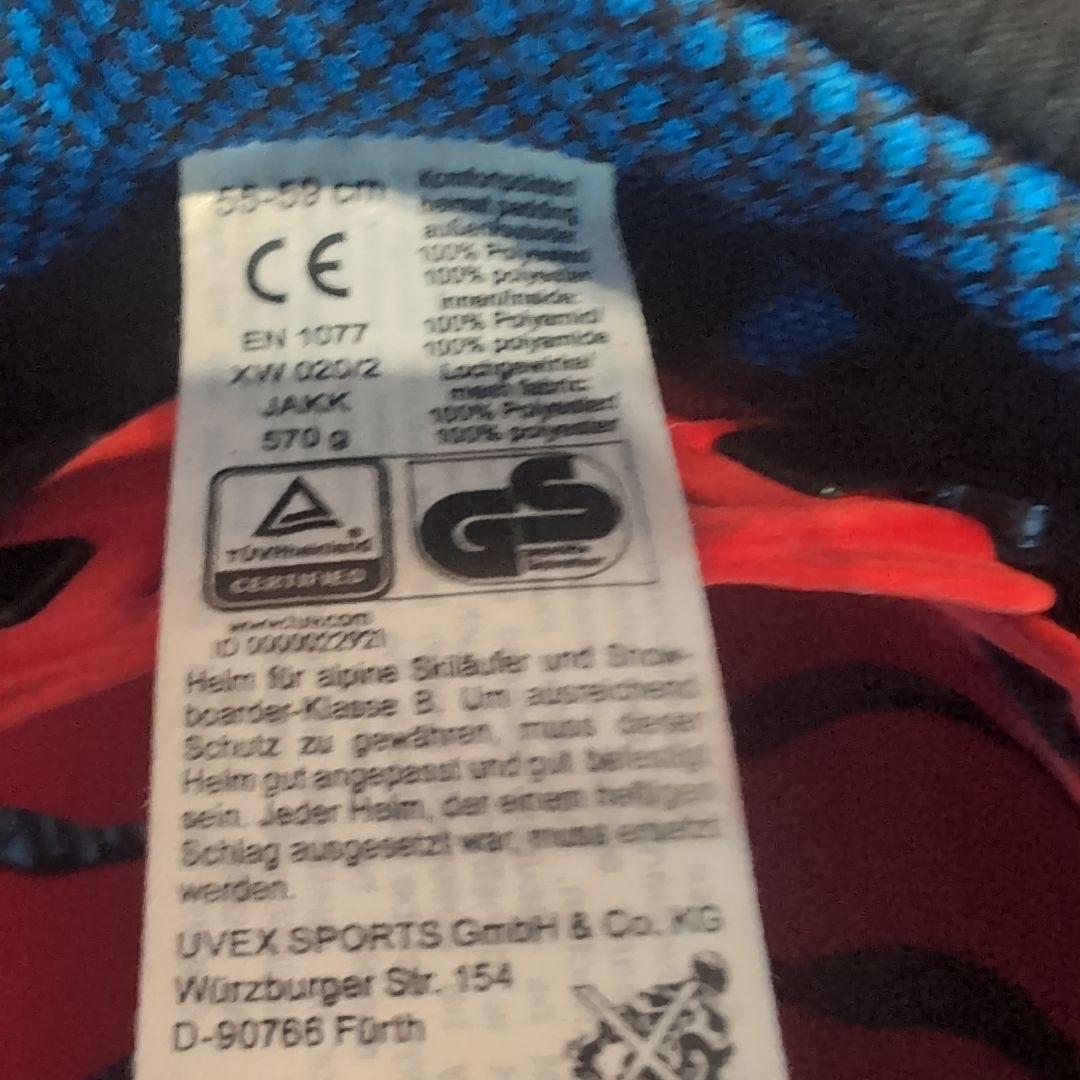 55-59 cm
CE
EN 1077
XW 020/2
JAKK
570 g
Komfortpolster/
helmet padding
außen/outside:
100% Polyester/
100% polyester
innen/inside:
100% Polyamid/
100% polyamide
Lochgewirke/
mesh fabric:
100% Polyester/
100% polyester
TÜVRheinland®
CERTIFIED
GS
www.tuv.com
ID 0000022921
Helm für alpine Skiläufer und Snow-
boarder-Klasse B. Um ausreichend
Schutz zu gewähren, muss dieser
Helm gut angepasst und gut befestigt
sein. Jeder Helm, der einem heftigen
Schlag ausgesetzt war, muss ersetzt
werden.
UVEX SPORTS GmbH & Co. KG
Würzburger Str. 154
D-90766 Fürth